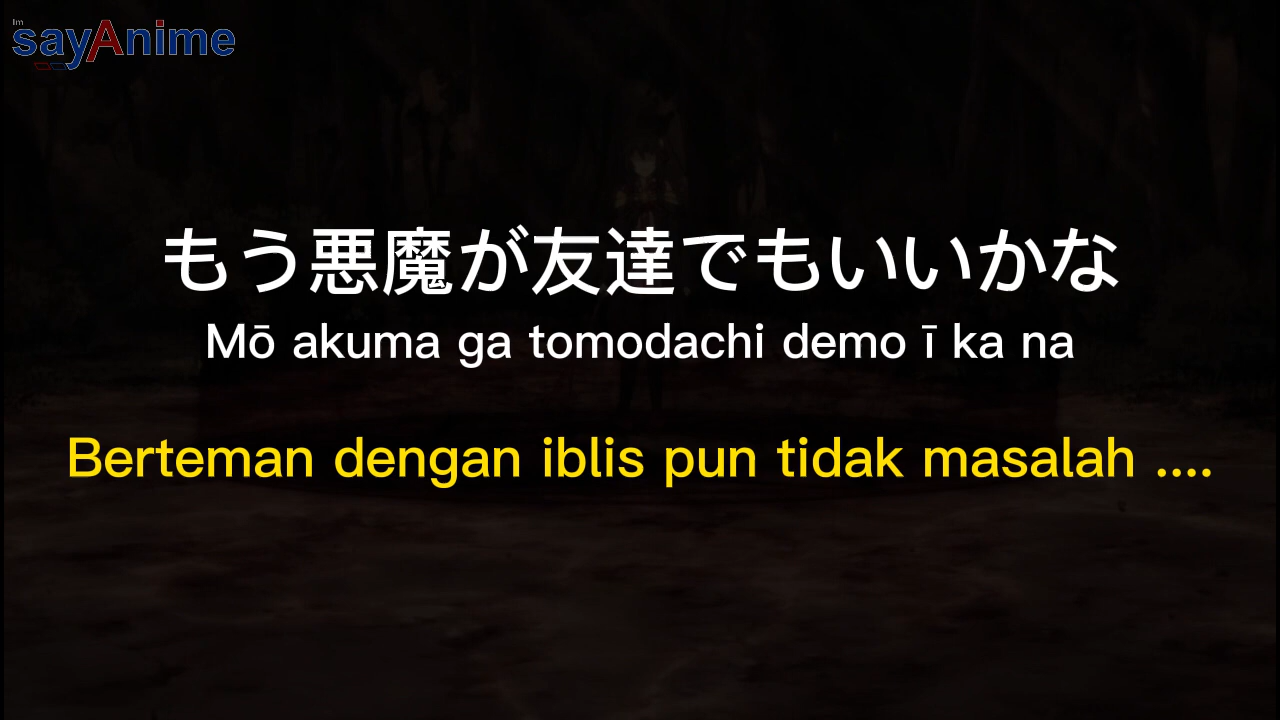 Im
sayAnime
もう悪魔が友達でもいいかな
Mō akuma ga tomodachi demo ī ka na
Berteman dengan iblis pun tidak masalah ....